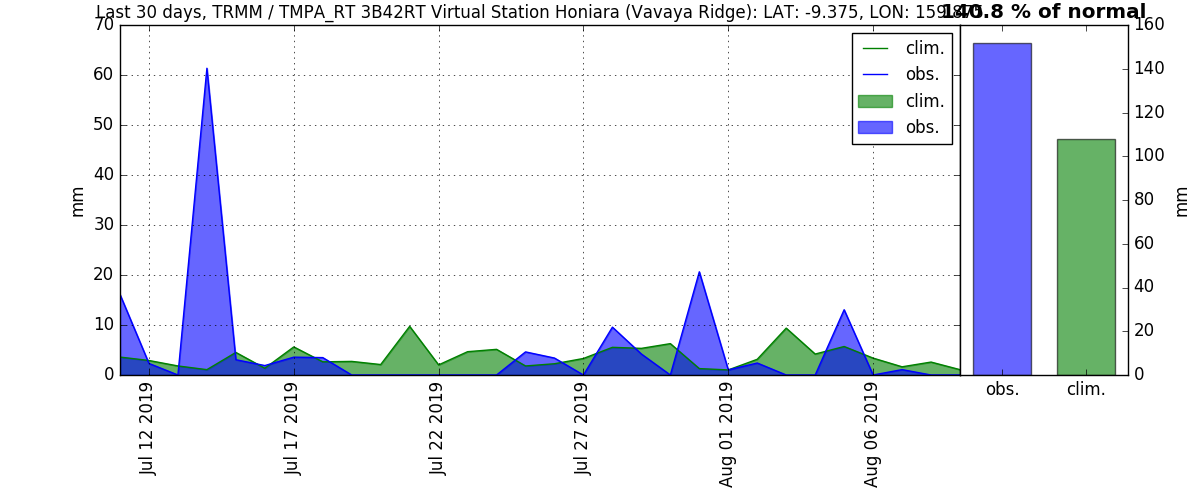 Last 30 days, TRMM / TMPA_RT 3B42RT Virtual Station Honiara (Vavaya Ridge): LAT: -9.375, LON: 159.875
140.8 % of normal
70
60
50
40
30
20
10
0
mm
clim.
obs.
clim.
obs.
Jul 12 2019
Jul 17 2019
Jul 22 2019
Jul 27 2019
Aug 01 2019
Aug 06 2019
160
140
120
100
80
60
40
20
0
mm
obs.
clim.